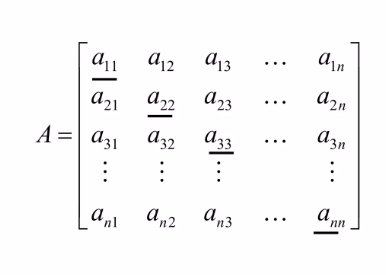 a₁₁ a₁₂ a₁₃ … a₁ₙ
a₂₁ a₂₂ a₂₃ … a₂ₙ
A = a₃₁ a₃₂ a₃₃ … a₃ₙ
⋮ ⋮ ⋮ ⋮
aₙ₁ aₙ₂ aₙ₃ … aₙₙ